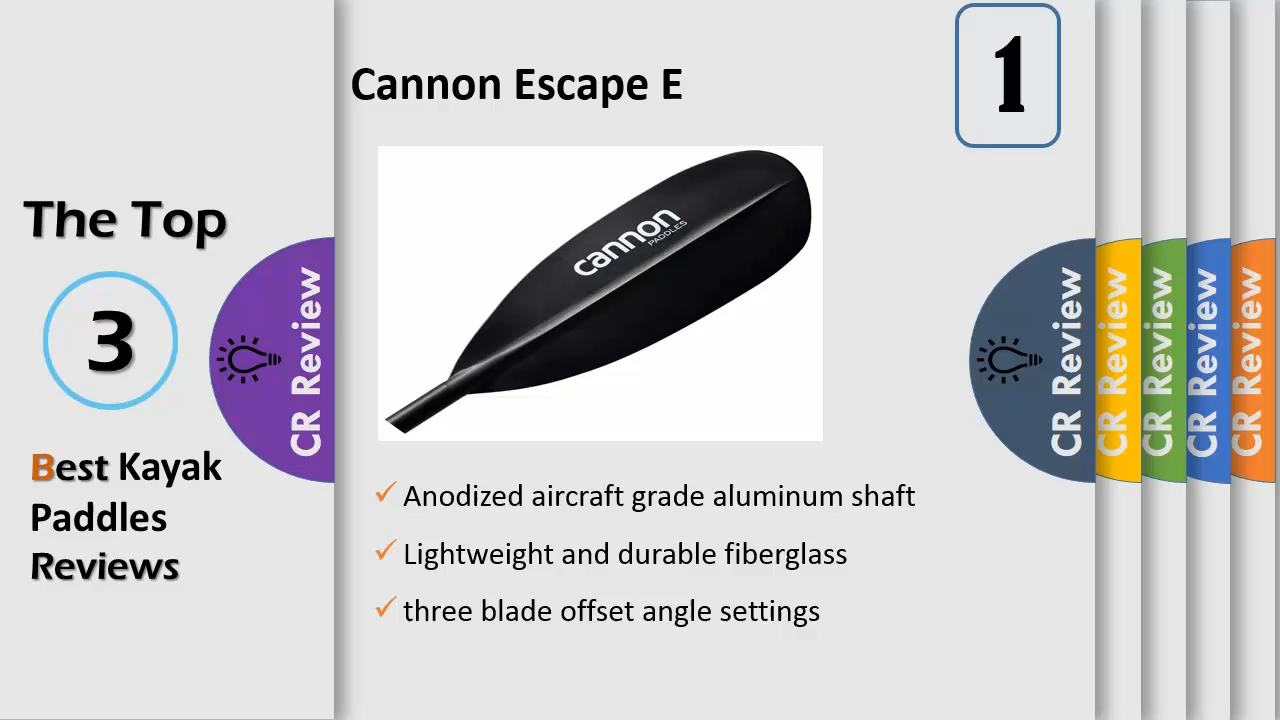 The Top
3
Best Kayak
Paddles
Reviews
CR Review
Cannon Escape E
1
cannon
PADDLES
Anodized aircraft grade aluminum shaft
Lightweight and durable fiberglass
three blade offset angle settings
CR Review
CR Review
CR Review
CR Review
CR Review